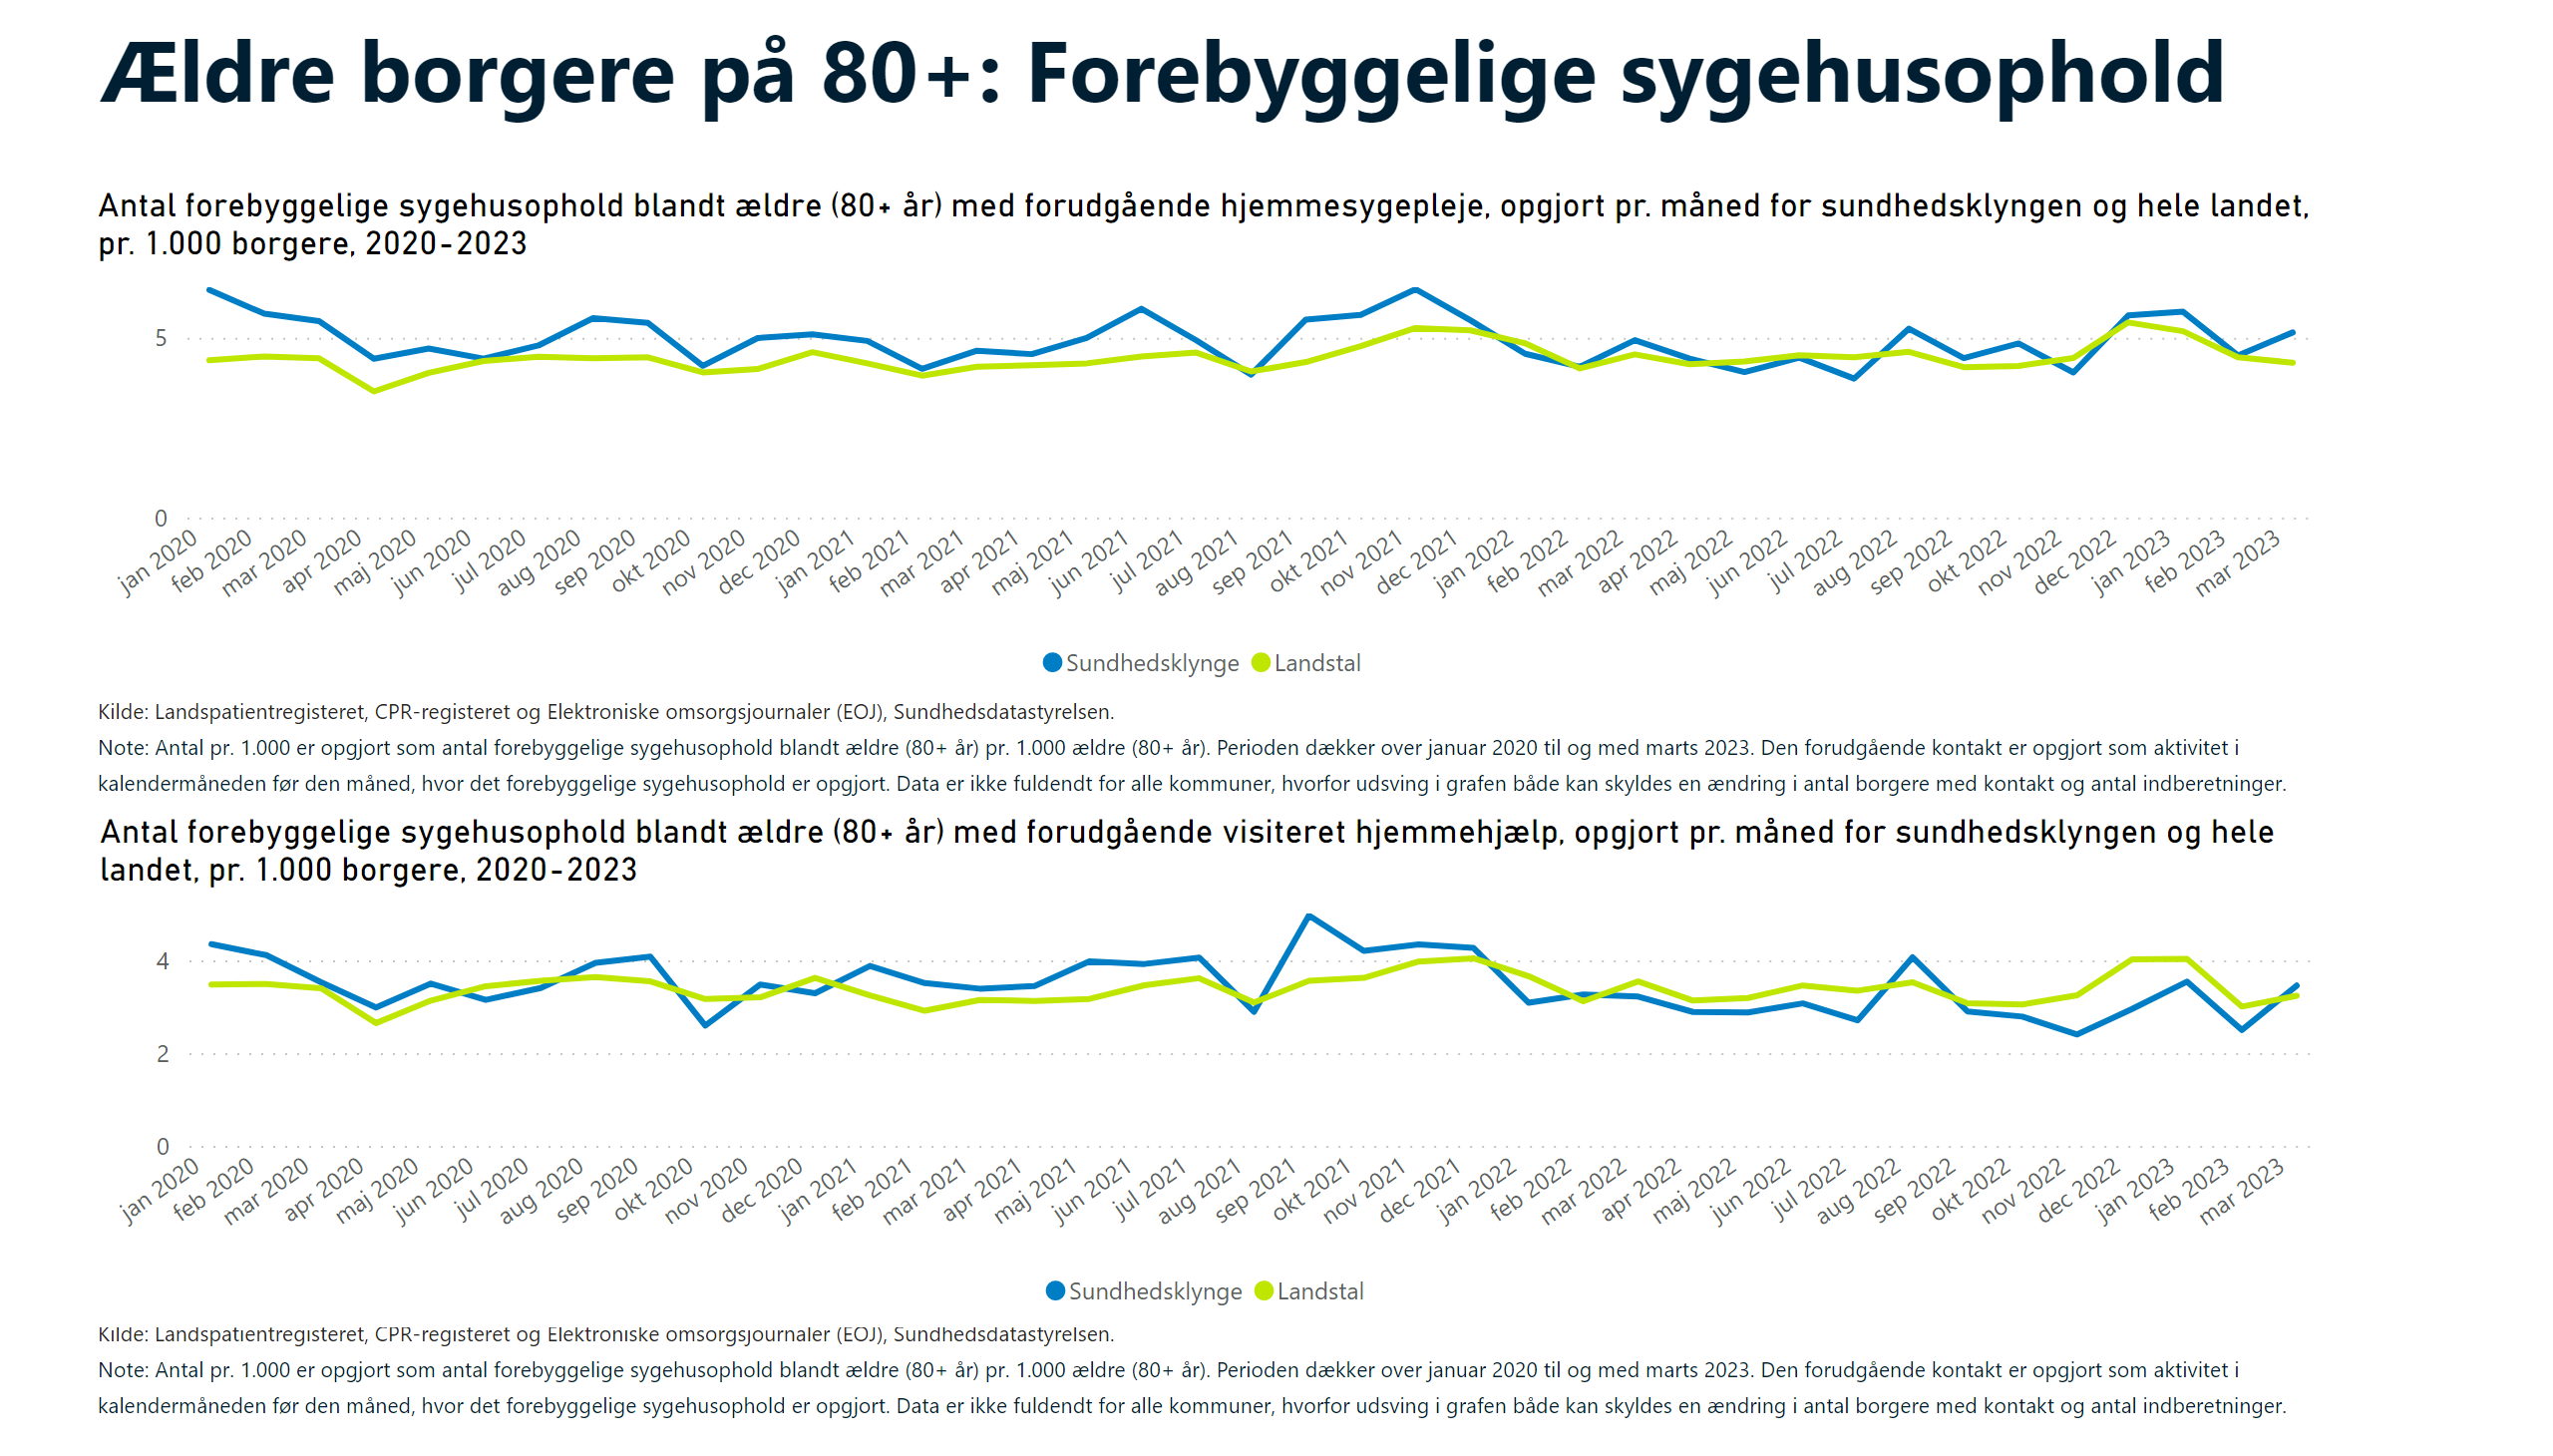 Ældre borgere på 80+: Forebyggelige sygehusophold
Antal forebyggelige sygehusophold blandt ældre (80+ år) med forudgående hjemmesygepleje, opgjort pr. måned for sundhedsklyngen og hele landet,
pr. 1.000 borgere, 2020-2023
5
0
jan 2020 feb 2020 mar 2020 apr 2020 maj 2020 jun 2020 jul 2020 aug 2020 sep 2020 okt 2020 nov 2020 dec 2020 jan 2021 feb 2021 mar 2021 apr 2021 maj 2021 jun 2021 jul 2021 aug 2021 sep 2021 okt 2021 nov 2021 dec 2021 jan 2022 feb 2022 mar 2022 apr 2022 maj 2022 jun 2022 jul 2022 aug 2022 sep 2022 okt 2022 nov 2022 dec 2022 jan 2023 feb 2023 mar 2023
Sundhedsklynge Landstal
Kilde: Landspatientregisteret, CPR-registeret og Elektroniske omsorgsjournaler (EOJ), Sundhedsdatastyrelsen.
Note: Antal pr. 1.000 er opgjort som antal forebyggelige sygehusophold blandt ældre (80+ år) pr. 1.000 ældre (80+ år). Perioden dækker over januar 2020 til og med marts 2023. Den forudgående kontakt er opgjort som aktivitet i
kalendermåneden før den måned, hvor det forebyggelige sygehusophold er opgjort. Data er ikke fuldendt for alle kommuner, hvorfor udsving i grafen både kan skyldes en ændring i antal borgere med kontakt og antal indberetninger.
Antal forebyggelige sygehusophold blandt ældre (80+ år) med forudgående visiteret hjemmehjælp, opgjort pr. måned for sundhedsklyngen og hele
landet, pr. 1.000 borgere, 2020-2023
4
2
0
jan 2020 feb 2020 mar 2020 apr 2020 maj 2020 jun 2020 jul 2020 aug 2020 sep 2020 okt 2020 nov 2020 dec 2020 jan 2021 feb 2021 mar 2021 apr 2021 maj 2021 jun 2021 jul 2021 aug 2021 sep 2021 okt 2021 nov 2021 dec 2021 jan 2022 feb 2022 mar 2022 apr 2022 maj 2022 jun 2022 jul 2022 aug 2022 sep 2022 okt 2022 nov 2022 dec 2022 jan 2023 feb 2023 mar 2023
Sundhedsklynge Landstal
Kilde: Landspatientregisteret, CPR-registeret og Elektroniske omsorgsjournaler (EOJ), Sundhedsdatastyrelsen.
Note: Antal pr. 1.000 er opgjort som antal forebyggelige sygehusophold blandt ældre (80+ år) pr. 1.000 ældre (80+ år). Perioden dækker over januar 2020 til og med marts 2023. Den forudgående kontakt er opgjort som aktivitet i
kalendermåneden før den måned, hvor det forebyggelige sygehusophold er opgjort. Data er ikke fuldendt for alle kommuner, hvorfor udsving i grafen både kan skyldes en ændring i antal borgere med kontakt og antal indberetninger.